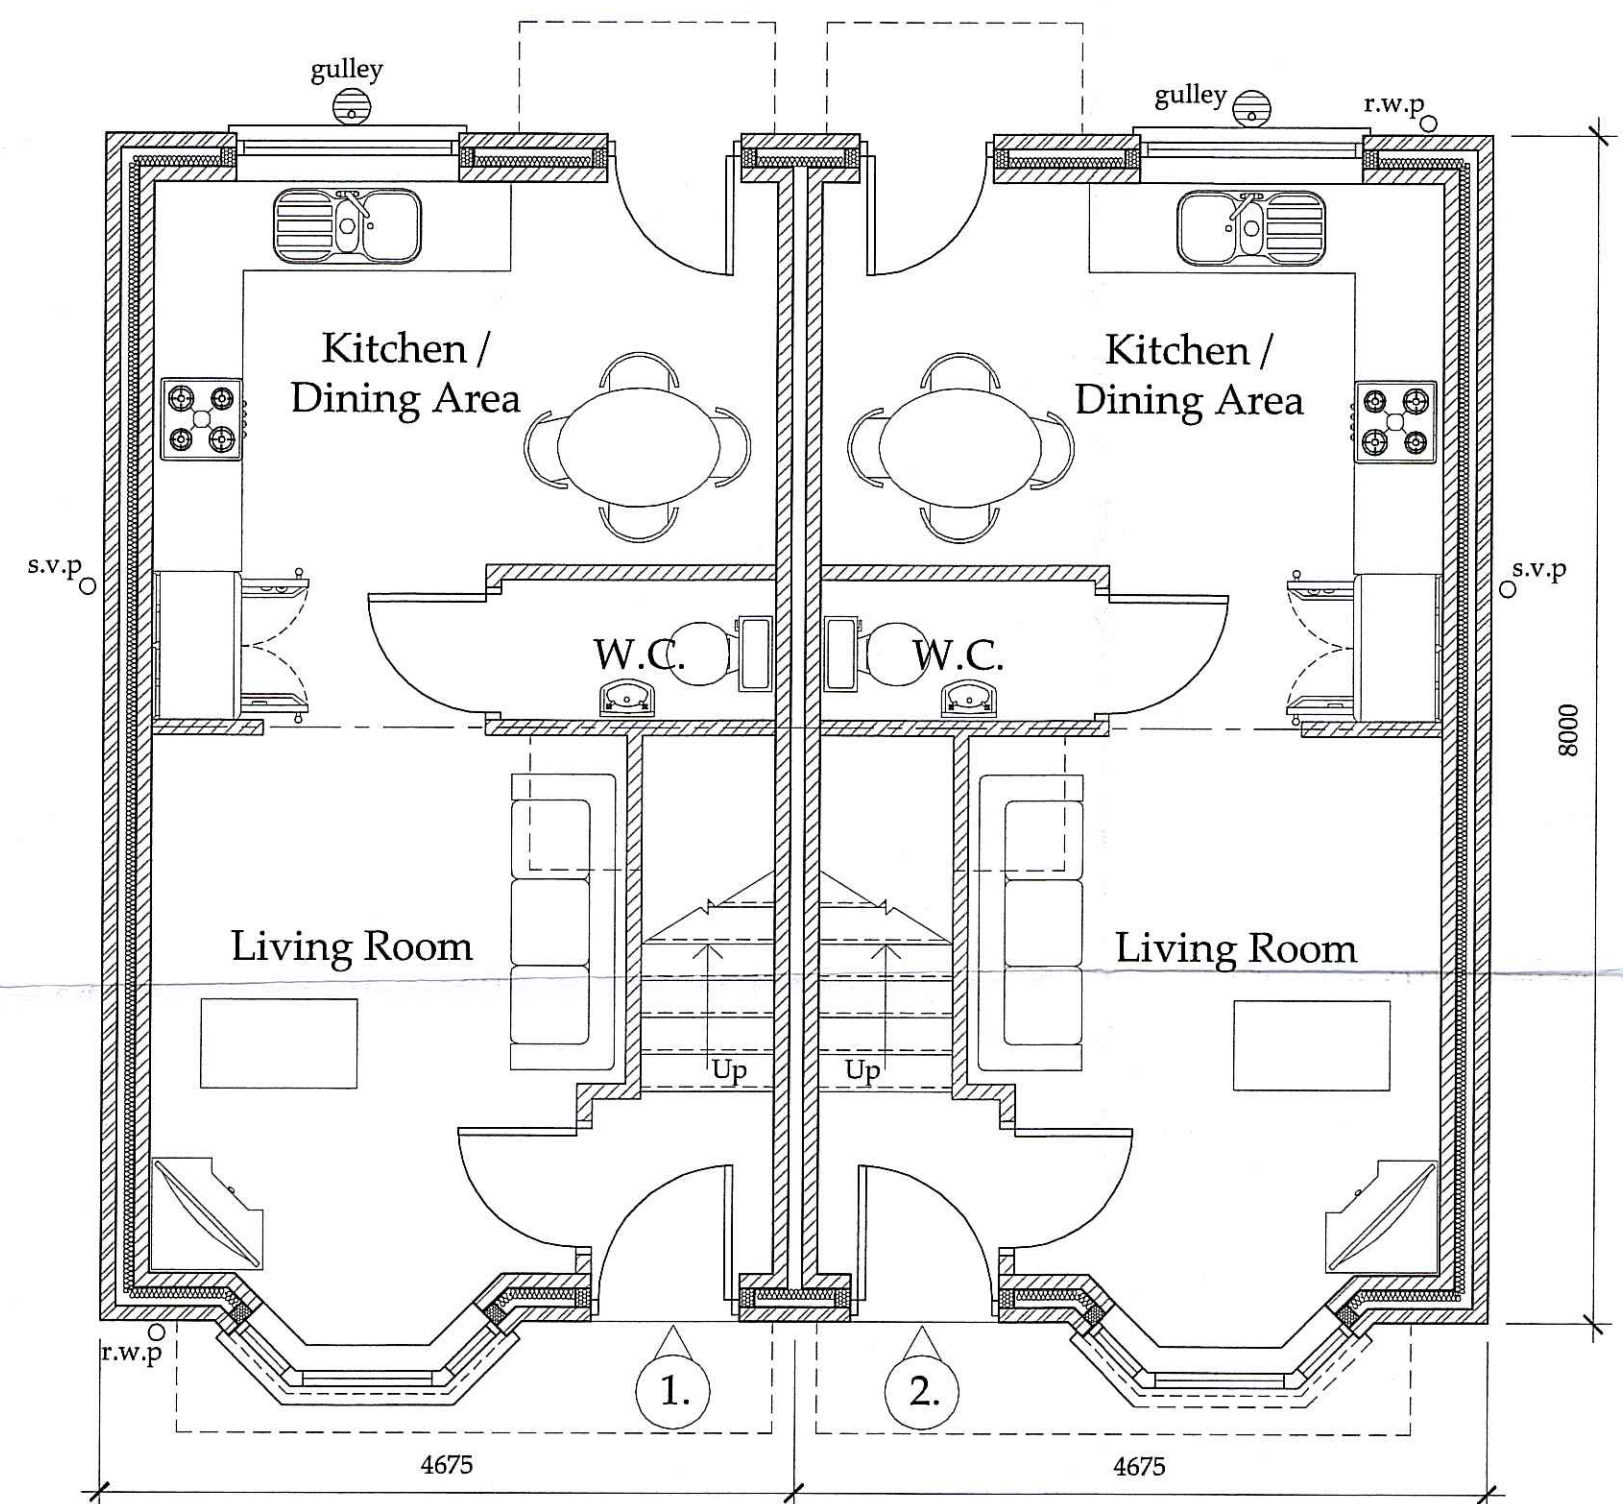 gulley
gulley
r.w.p
Kitchen /
Dining Area
Kitchen /
Dining Area
s.v.p
s.v.p
W.C.
W.C.
8000
Living Room
Living Room
Up
Up
r.w.p
1.
2.
4675
4675